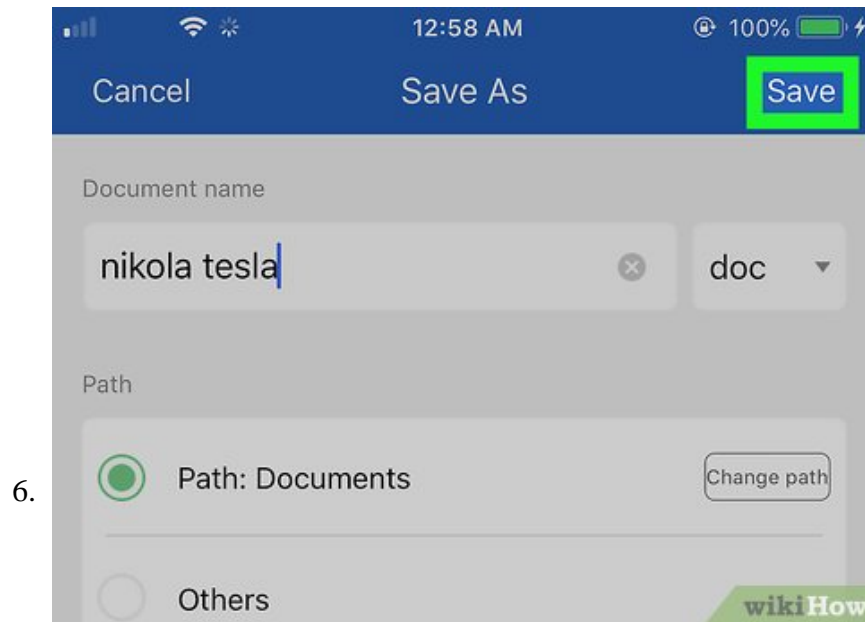 12:58 AM
100%
Cancel
Save As
Save
Document name
nikola tesla
doc
Path
Path: Documents
Change path
6.
Others
wikiHow